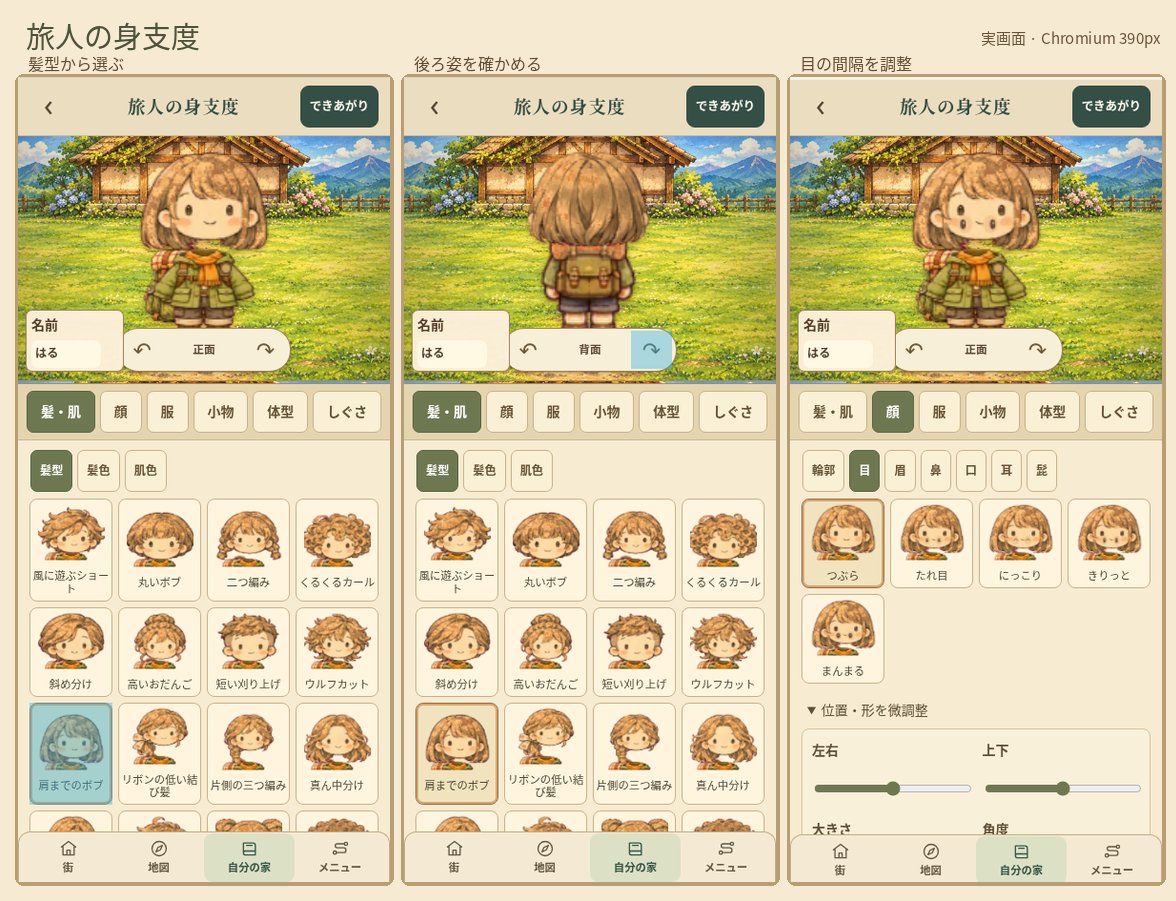 旅人の身支度
実画面 · Chromium 390px
髪型から選ぶ
後ろ姿を確かめる
目の間隔を調整
旅人の身支度
できあがり
名前
はる
正面
髪・肌
顔
服
小物
体型
しぐさ
髪型
髪色
肌色
風に遊ぶショー
ト
丸いボブ
二つ編み
くるくるカール
斜め分け
高いおだんご
短い刈り上げ
ウルフカット
肩までのボブ
リボンの低い結
び髪
片側の三つ編み
真ん中分け
街
地図
自分の家
メニュー
旅人の身支度
できあがり
名前
はる
背面
髪・肌
顔
服
小物
体型
しぐさ
髪型
髪色
肌色
風に遊ぶショー
ト
丸いボブ
二つ編み
くるくるカール
斜め分け
高いおだんご
短い刈り上げ
ウルフカット
肩までのボブ
リボンの低い結
び髪
片側の三つ編み
真ん中分け
街
地図
自分の家
メニュー
旅人の身支度
できあがり
名前
はる
正面
髪・肌
顔
服
小物
体型
しぐさ
輪郭
目
眉
鼻
口
耳
髭
つぶら
たれ目
にっこり
きりっと
まんまる
▼ 位置・形を微調整
左右
上下
大きさ
角度
街
地図
自分の家
メニュー